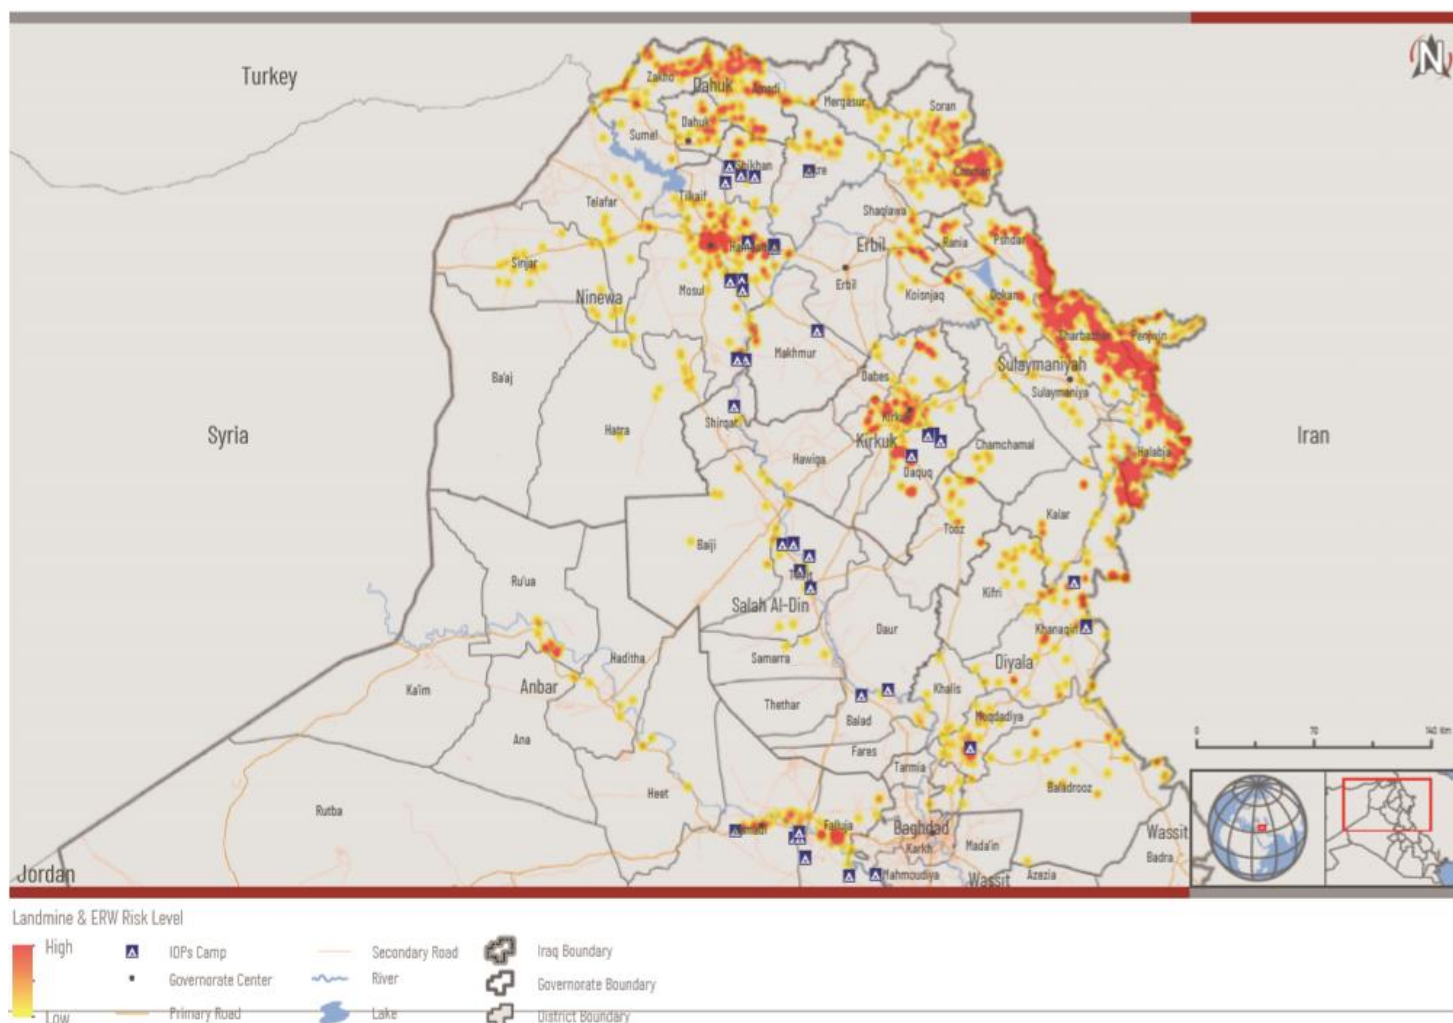 N
Turkey
Zakho
Dahuk
Amedi
Mergasur
Soran
Dahuk
Sumel
Shikhan
Choman
Tilkaif
Telafar
Shaqlawa
Rania
Pshdar
Erbil
Sinjar
Mosul
Erbil
Koisnjaq
Dokan
Ninewa
Charbazher
Penjwin
Makhmur
Sulaymaniyah
Ba'aj
Dabes
Sulaymaniya
Kirkuk
Shirqat
Syria
Hatra
Kirkuk
Iran
Chamchamal
Halabja
Hawiqa
Daquq
Kalar
Tooz
Baiji
Ru'ua
Kifri
Salah Al-Din
Daur
Khanaqin
Haditha
Samarra
Diyala
Ka'im
Anbar
Khalis
Thethar
Muqdadiya
Balad
Ana
Fares
0 70 140 Km
Tarmia
Heet
Baladrooz
Rutba
Falluja
Baghdad
Wassit
Karkh
Mada'in
Badra
Jordan
Mahmoudiya
Wassit
Azezia
Landmine & ERW Risk Level
High
Low
IDPs Camp
Governorate Center
Primary Road
Secondary Road
River
Lake
Iraq Boundary
Governorate Boundary
District Boundary